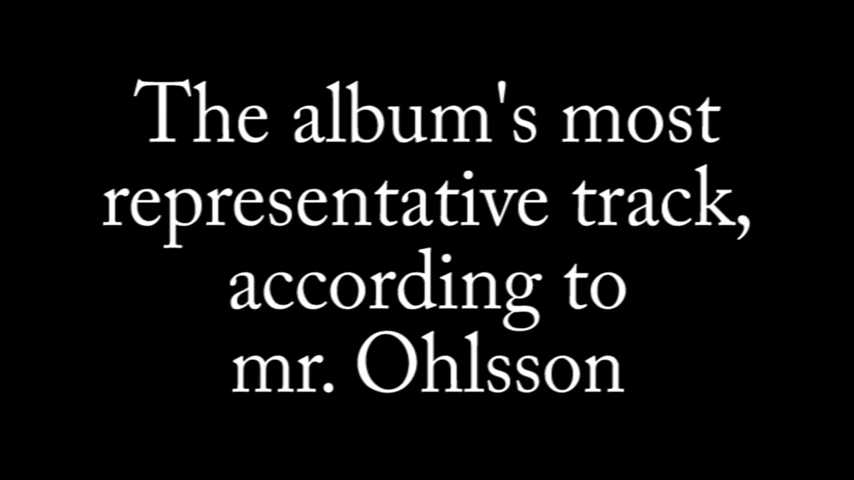 The album's most
representative track,
according to
mr. Ohlsson